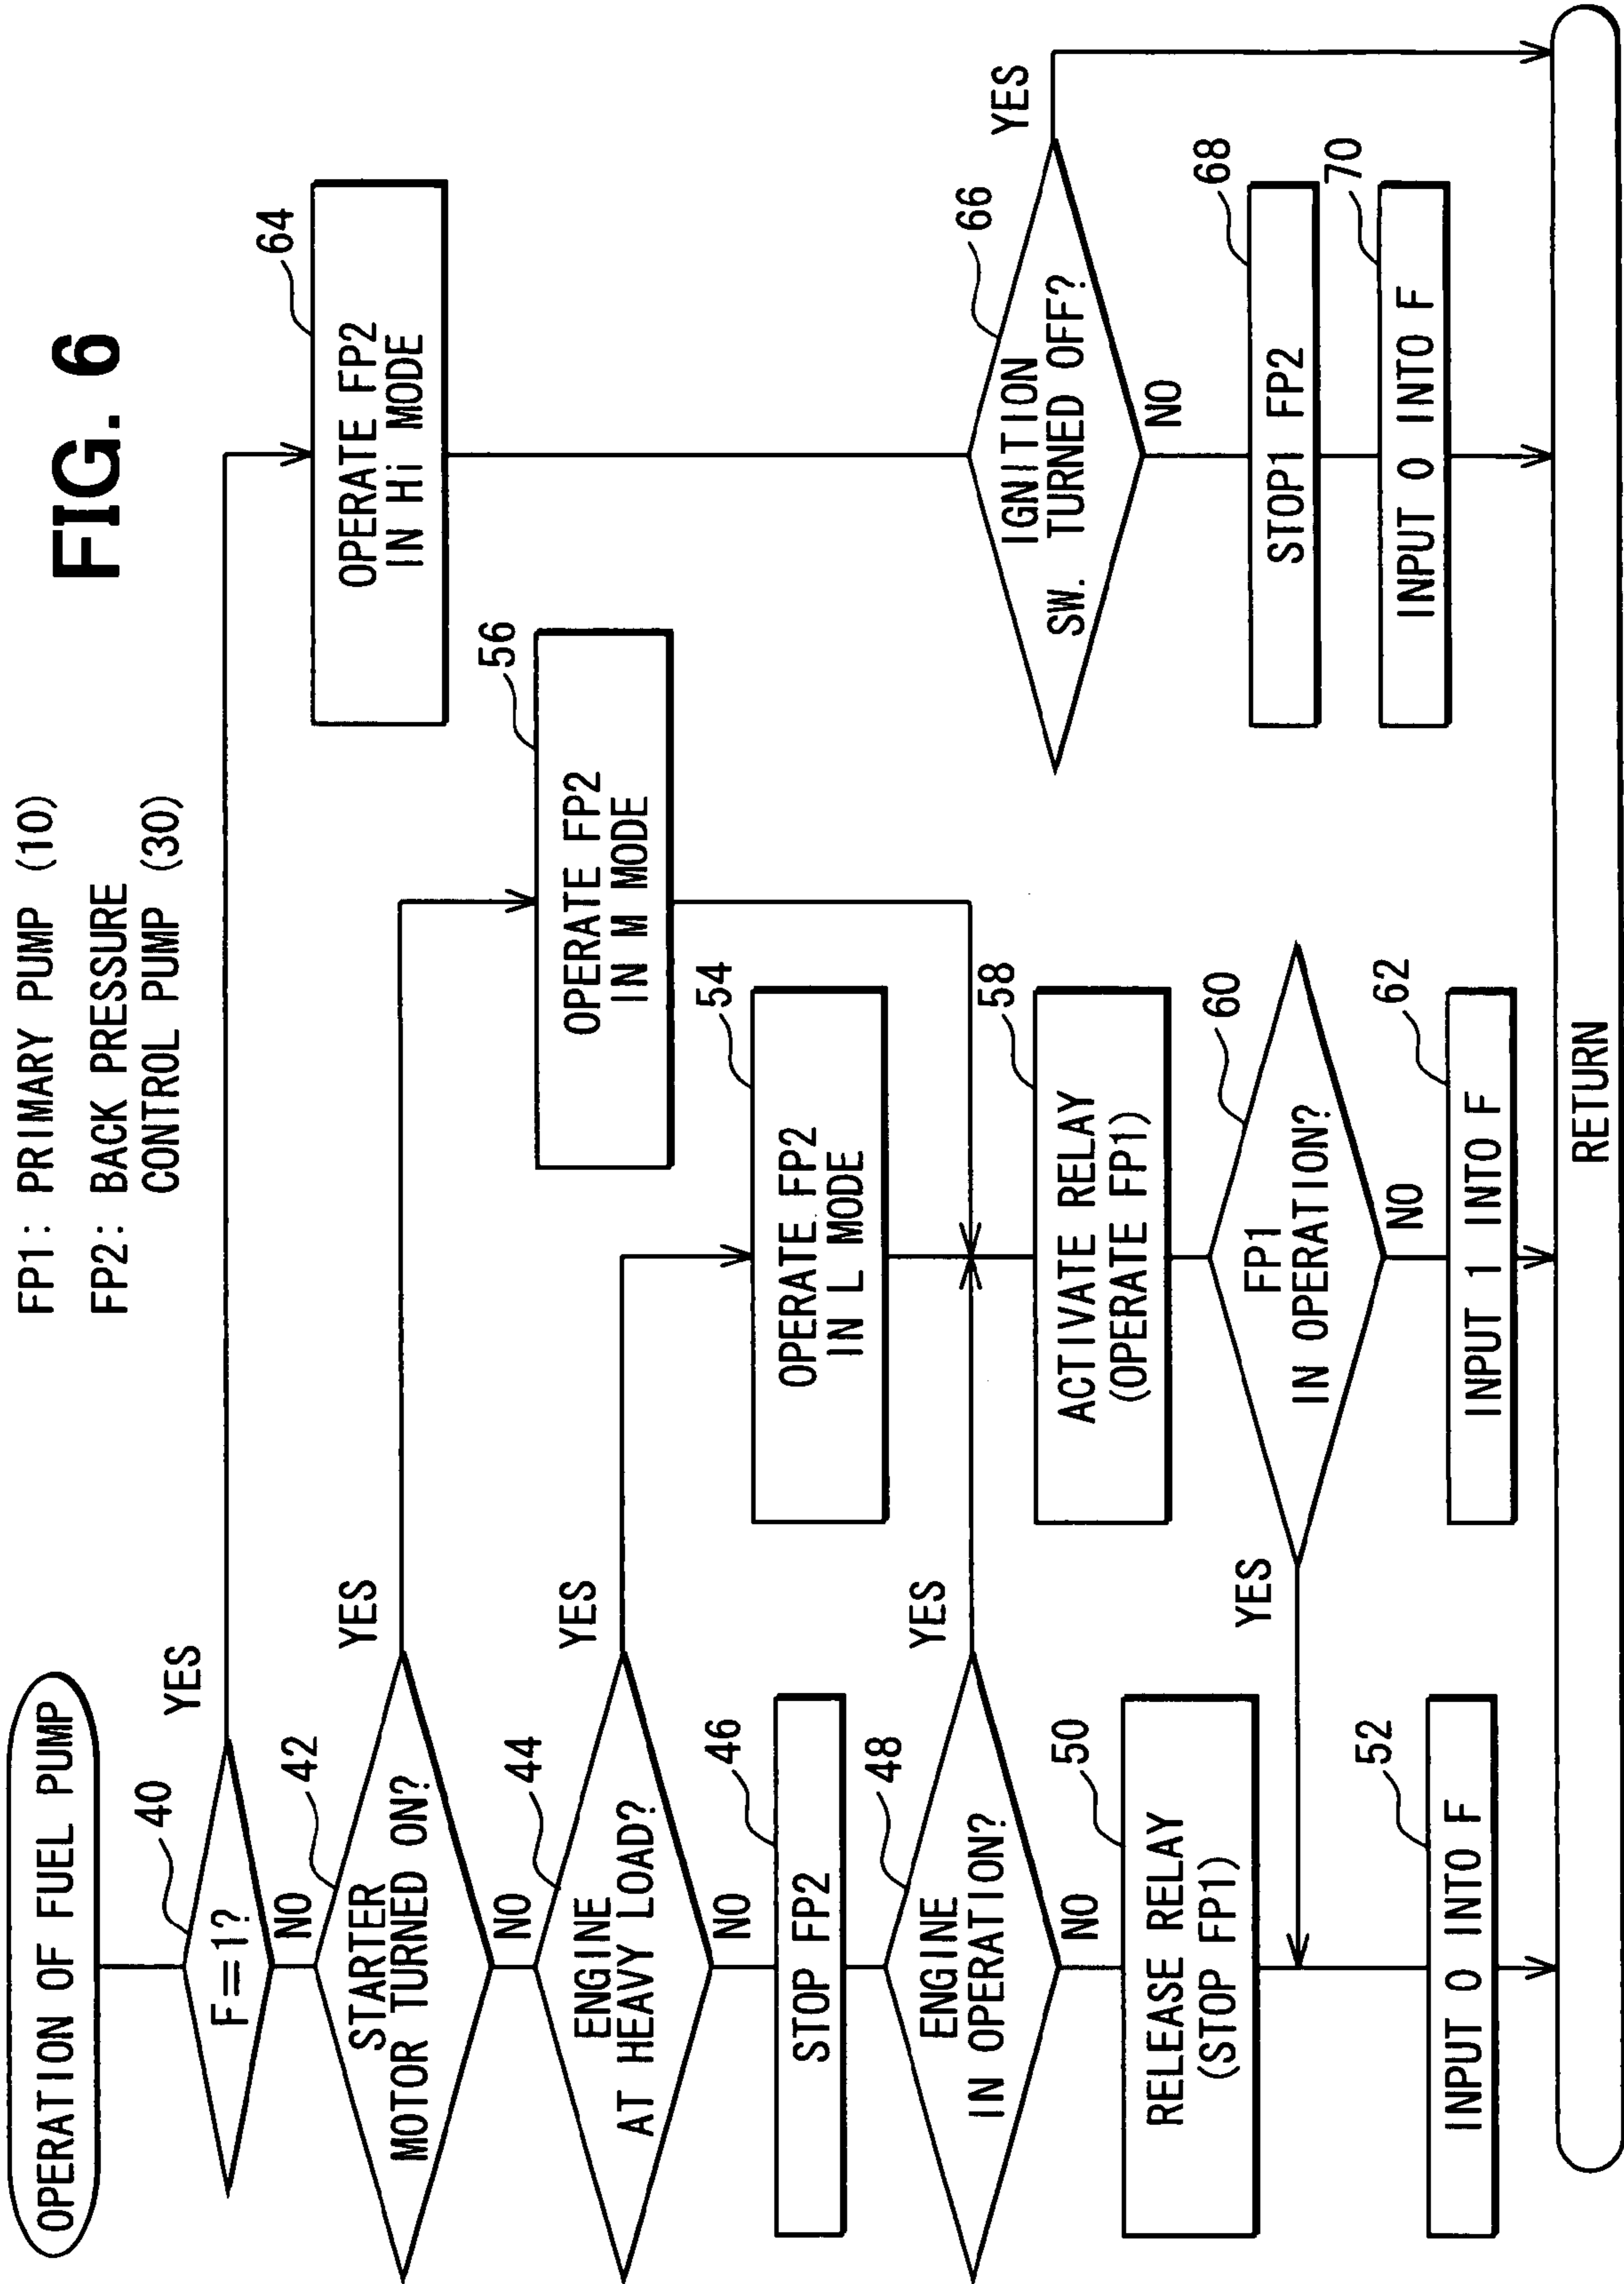 FIG. 6
FP1: PRIMARY PUMP (10)
FP2: BACK PRESSURE
CONTROL PUMP (30)
OPERATION OF FUEL PUMP
40
F==1?
YES
NO
42
STARTER
MOTOR TURNED ON?
YES
NO
44
ENGINE
AT HEAVY LOAD?
YES
NO
46
STOP FP2
48
ENGINE
IN OPERATION?
YES
NO
50
RELEASE RELAY
(STOP FP1)
52
INPUT 0 INTO F
54
OPERATE FP2
IN L MODE
56
OPERATE FP2
IN M MODE
58
ACTIVATE RELAY
(OPERATE FP1)
60
FP1
IN OPERATION?
YES
NO
62
INPUT 1 INTO F
64
OPERATE FP2
IN Hi MODE
66
IGNITION
SW. TURNED OFF?
YES
NO
68
STOP1 FP2
70
INPUT 0 INTO F
RETURN